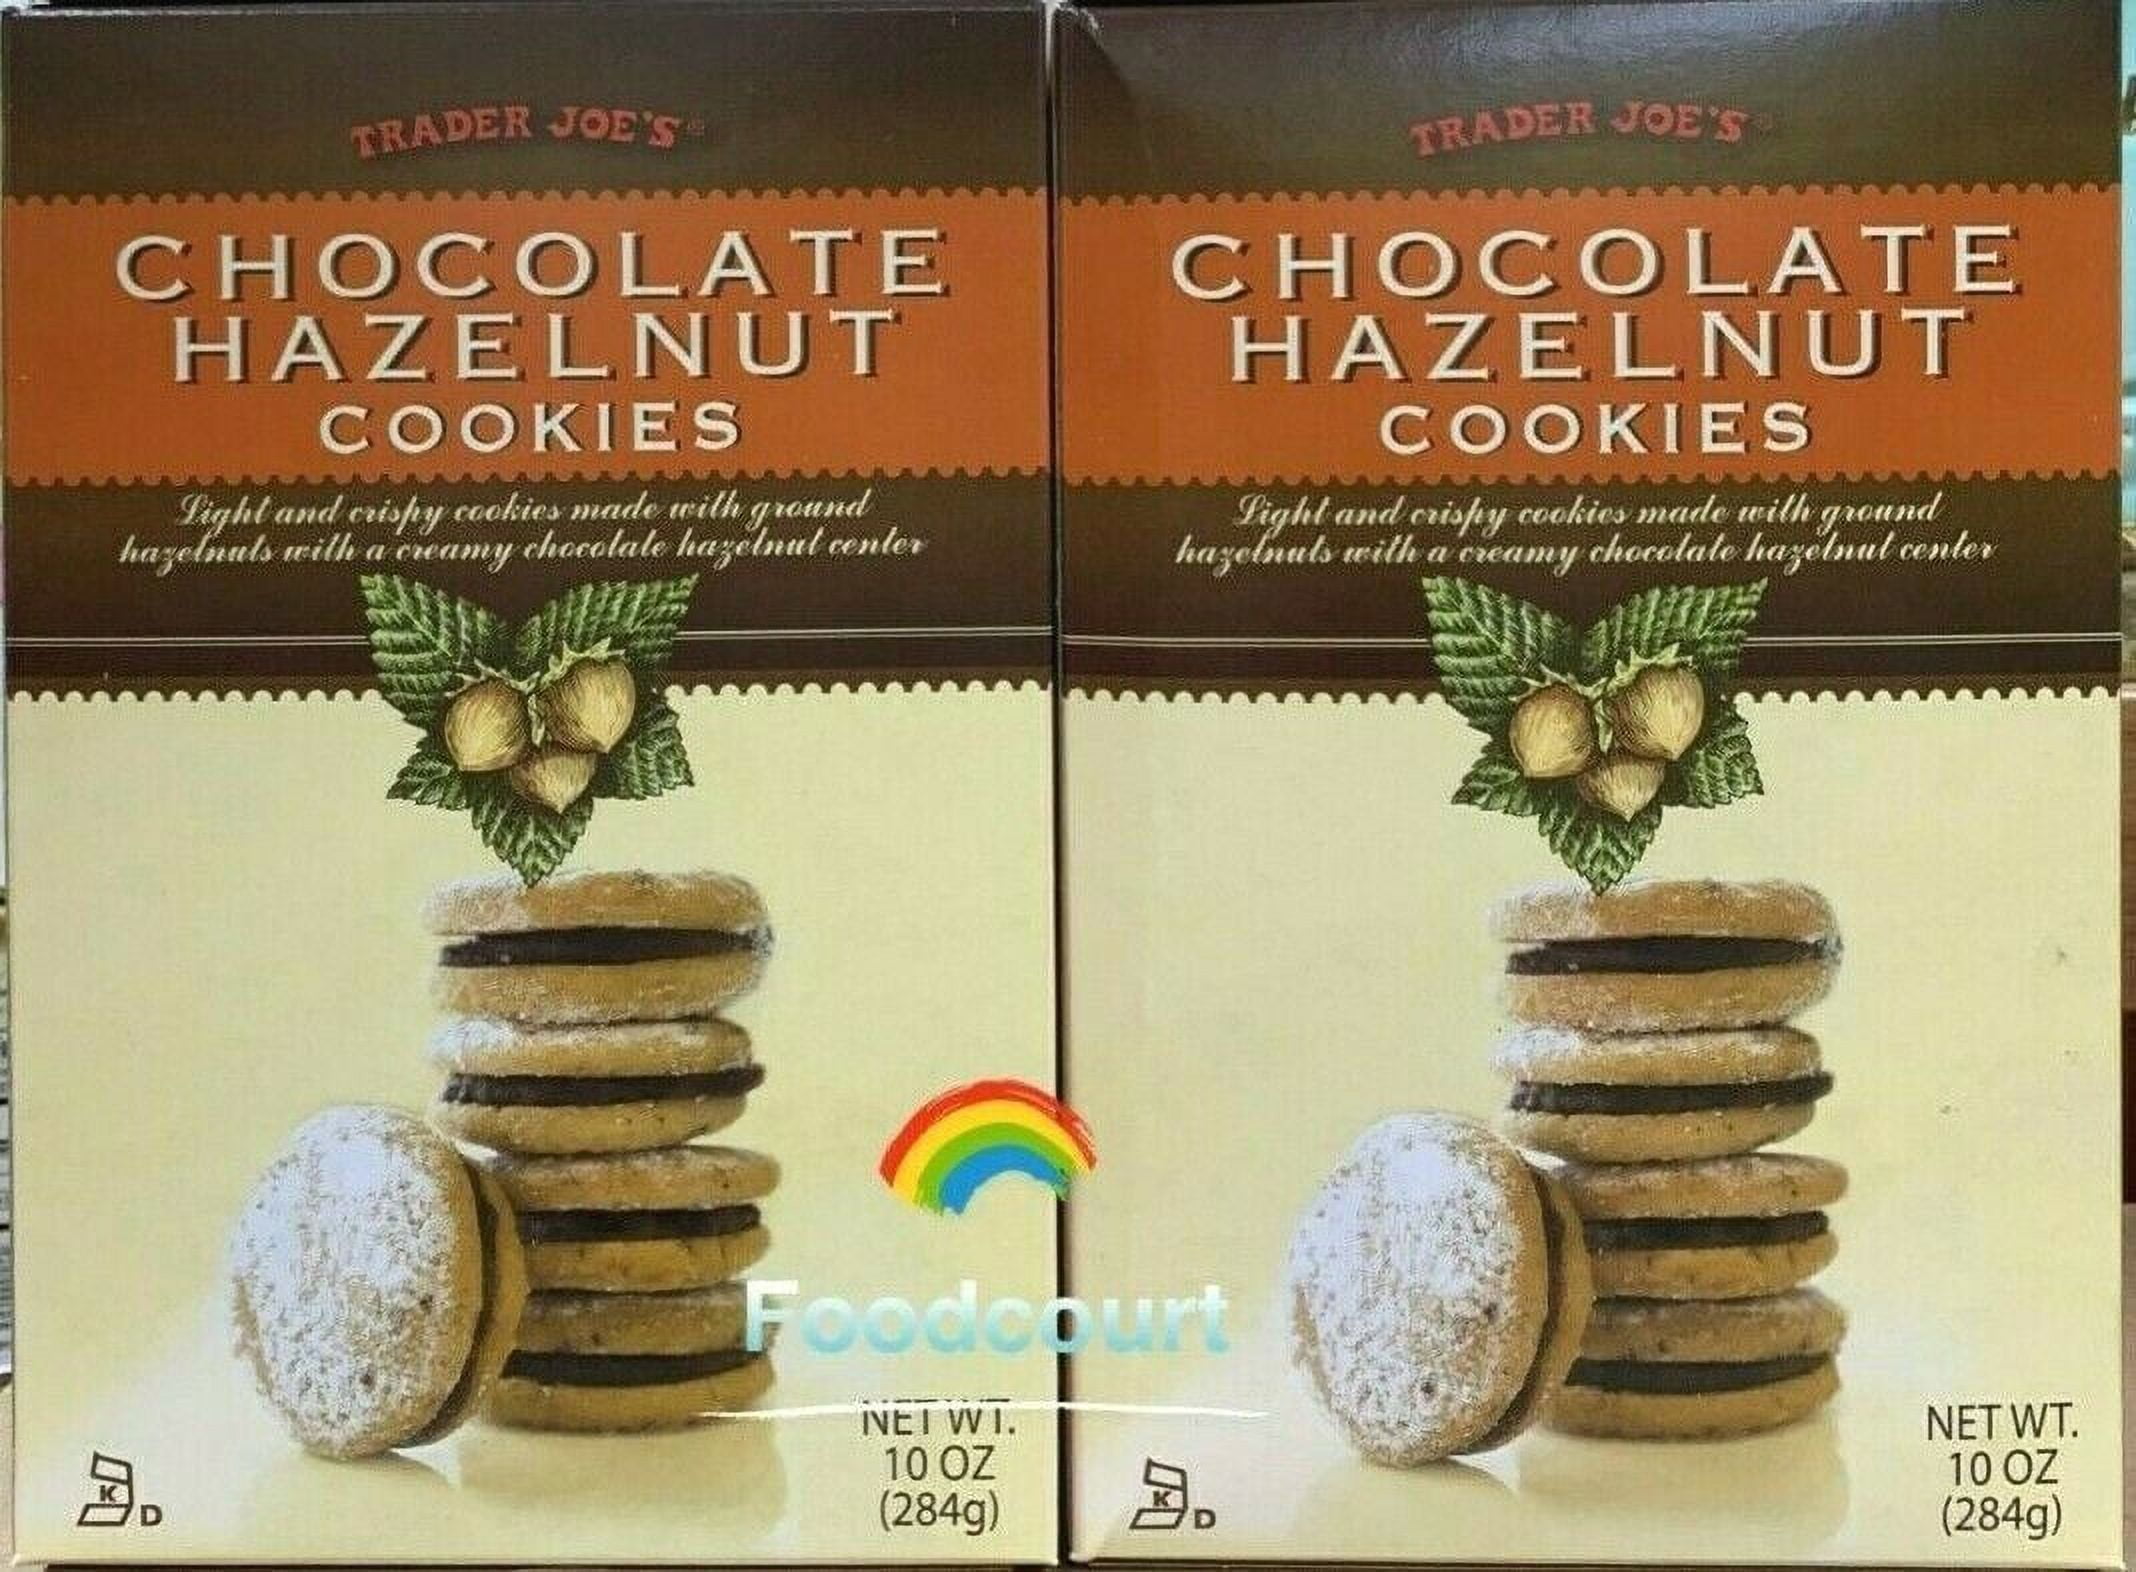 TRADER JOE'S
CHOCOLATE
HAZELNUT
COOKIES
Light and crispy cookies made with ground
hazelnuts with a creamy chocolate hazelnut center
NET WT.
10 OZ
(284g)
K D
TRADER JOE'S
CHOCOLATE
HAZELNUT
COOKIES
Light and crispy cookies made with ground
hazelnuts with a creamy chocolate hazelnut center
NET WT.
10 OZ
(284g)
K D
Foodcourt